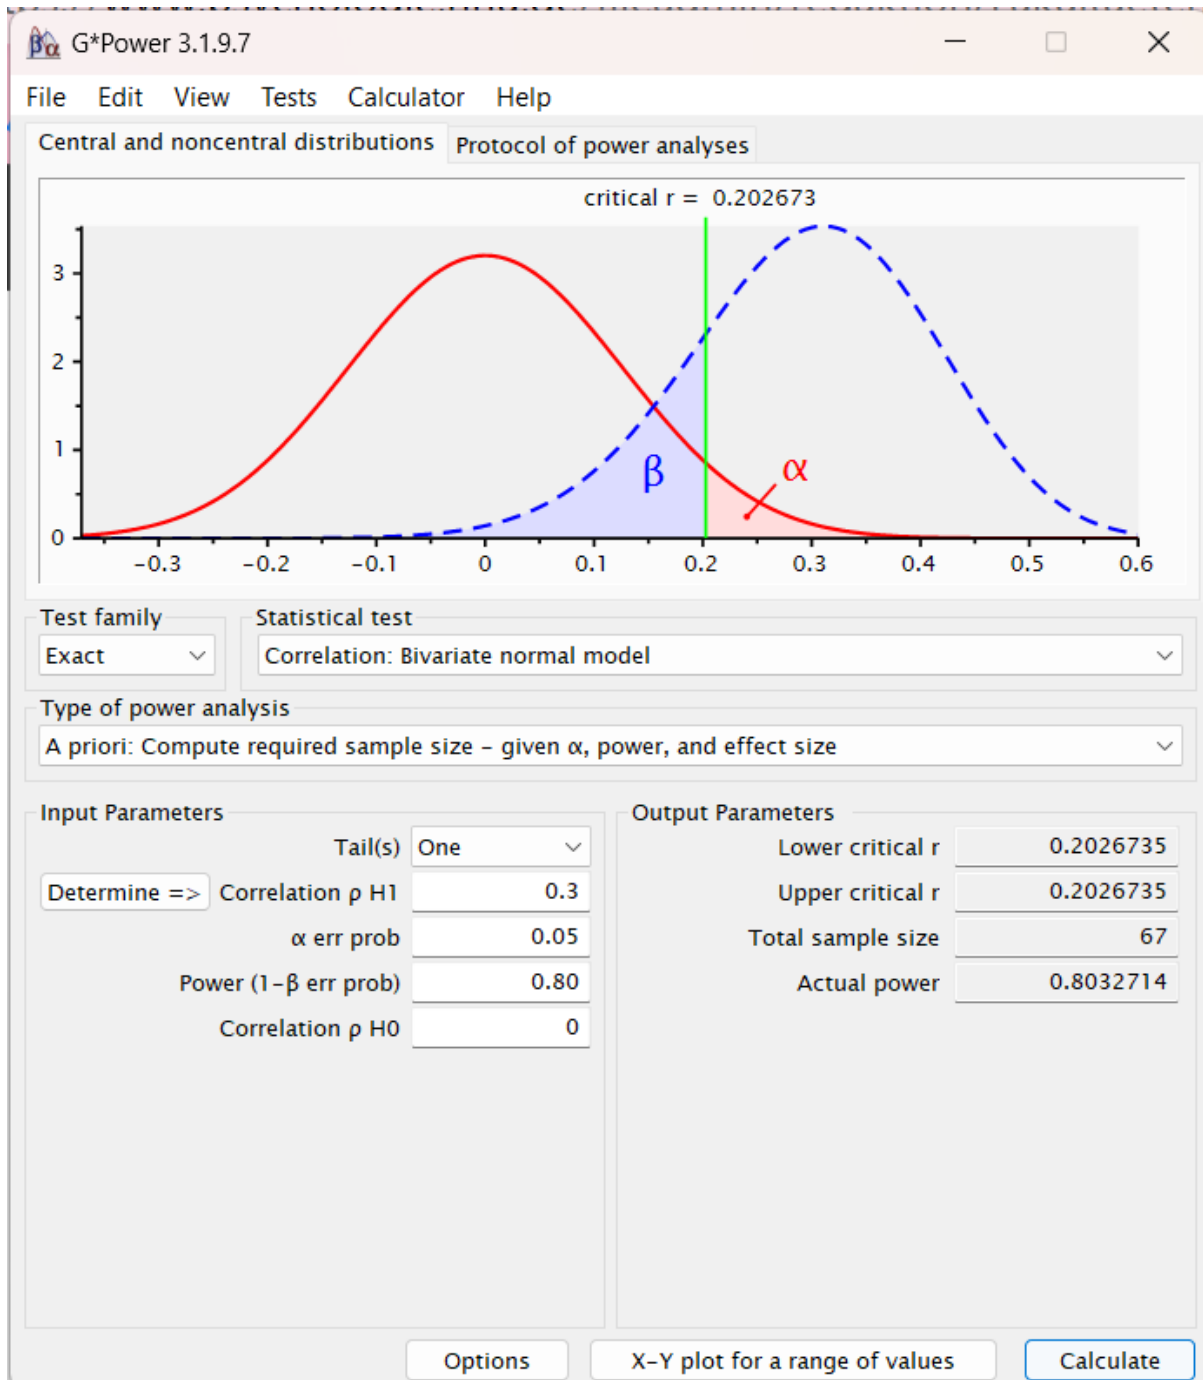 G*Power 3.1.9.7
File Edit View Tests Calculator Help
Central and noncentral distributions Protocol of power analyses
critical r = 0.202673
3
2
1
0
β
α
-0.3 -0.2 -0.1 0 0.1 0.2 0.3 0.4 0.5 0.6
Test family Statistical test
Exact Correlation: Bivariate normal model
Type of power analysis
A priori: Compute required sample size – given α, power, and effect size
Input Parameters
Tail(s) One
Determine => Correlation ρ H1 0.3
α err prob 0.05
Power (1-β err prob) 0.80
Correlation ρ H0 0
Output Parameters
Lower critical r 0.2026735
Upper critical r 0.2026735
Total sample size 67
Actual power 0.8032714
Options X-Y plot for a range of values Calculate